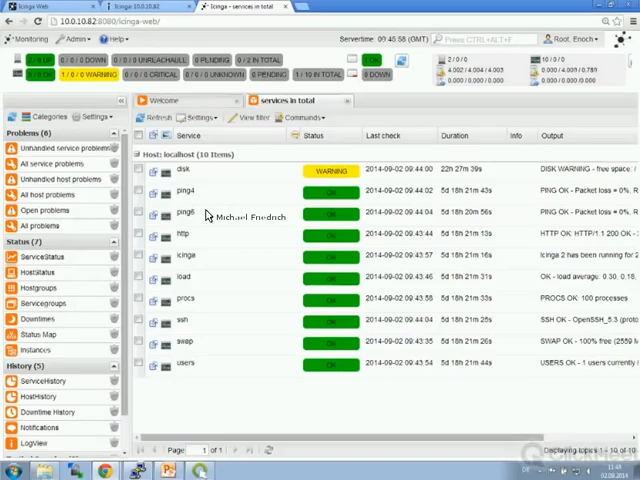 Icinga Web
Icinga 10.0.10.82
Icinga - services in total
10.0.10.82:8080/icinga-web/
Monitoring Admin Help
Servertime: 09:45:58 (GMT)
Press CTRL+ALT+F
Root, Enoch
2 / 0 UP 0 / 0 / 0 DOWN 0 / 0 / 0 UNREACHABLE 0 PENDING 0 / 2 IN TOTAL
1 / 0 / 0 WARNING 0 / 0 / 0 CRITICAL 0 / 0 / 0 UNKNOWN 0 PENDING 1 / 10 IN TOTAL 0 DOWN
2 / 0 / 0
4.002 / 4.004 / 4.003
0.000 / 0.000 / 0.000
10 / 0 / 0
0.000 / 0.000 / 0.000
Categories Settings
Welcome
services in total
Refresh Settings View filter Commands
Service Status Last check Duration Info Output
Host: localhost (10 Items)
disk WARNING 2014-09-02 09:44:00 22h 27m 39s DISK WARNING - free space: /
ping4 OK 2014-09-02 09:44:02 5d 18h 21m 43s PING OK - Packet loss = 0%, R
ping6 OK 2014-09-02 09:44:04 5d 18h 20m 56s PING OK - Packet loss = 0%, R
Michael Friedrich
http OK 2014-09-02 09:44:13 5d 18h 21m 34s HTTP OK: HTTP/1.1 200 OK -
icinga OK 2014-09-02 09:43:57 5d 18h 21m 16s Icinga 2 has been running for
load OK 2014-09-02 09:43:46 5d 18h 21m 31s OK - load average: 0.30, 0.18,
procs OK 2014-09-02 09:43:58 5d 18h 21m 33s PROCS OK: 100 processes
ssh OK 2014-09-02 09:44:04 5d 18h 21m 25s SSH OK - OpenSSH_5.3 (proto
swap OK 2014-09-02 09:43:35 5d 18h 21m 26s SWAP OK - 100% free (2559 M
users OK 2014-09-02 09:43:54 5d 18h 21m 44s USERS OK - 1 users currently
Problems (6)
Unhandled service problems
All service problems
Unhandled host problems
All host problems
Open problems
All problems
Status (7)
ServiceStatus
HostStatus
Hostgroups
Servicegroups
Downtimes
Status Map
Instances
History (5)
ServiceHistory
HostHistory
Downtime History
Notifications
LogView
Page 1 of 1
Displaying topics 1 - 10 of 10
ClickMeet
DE
11:45
02.09.2014